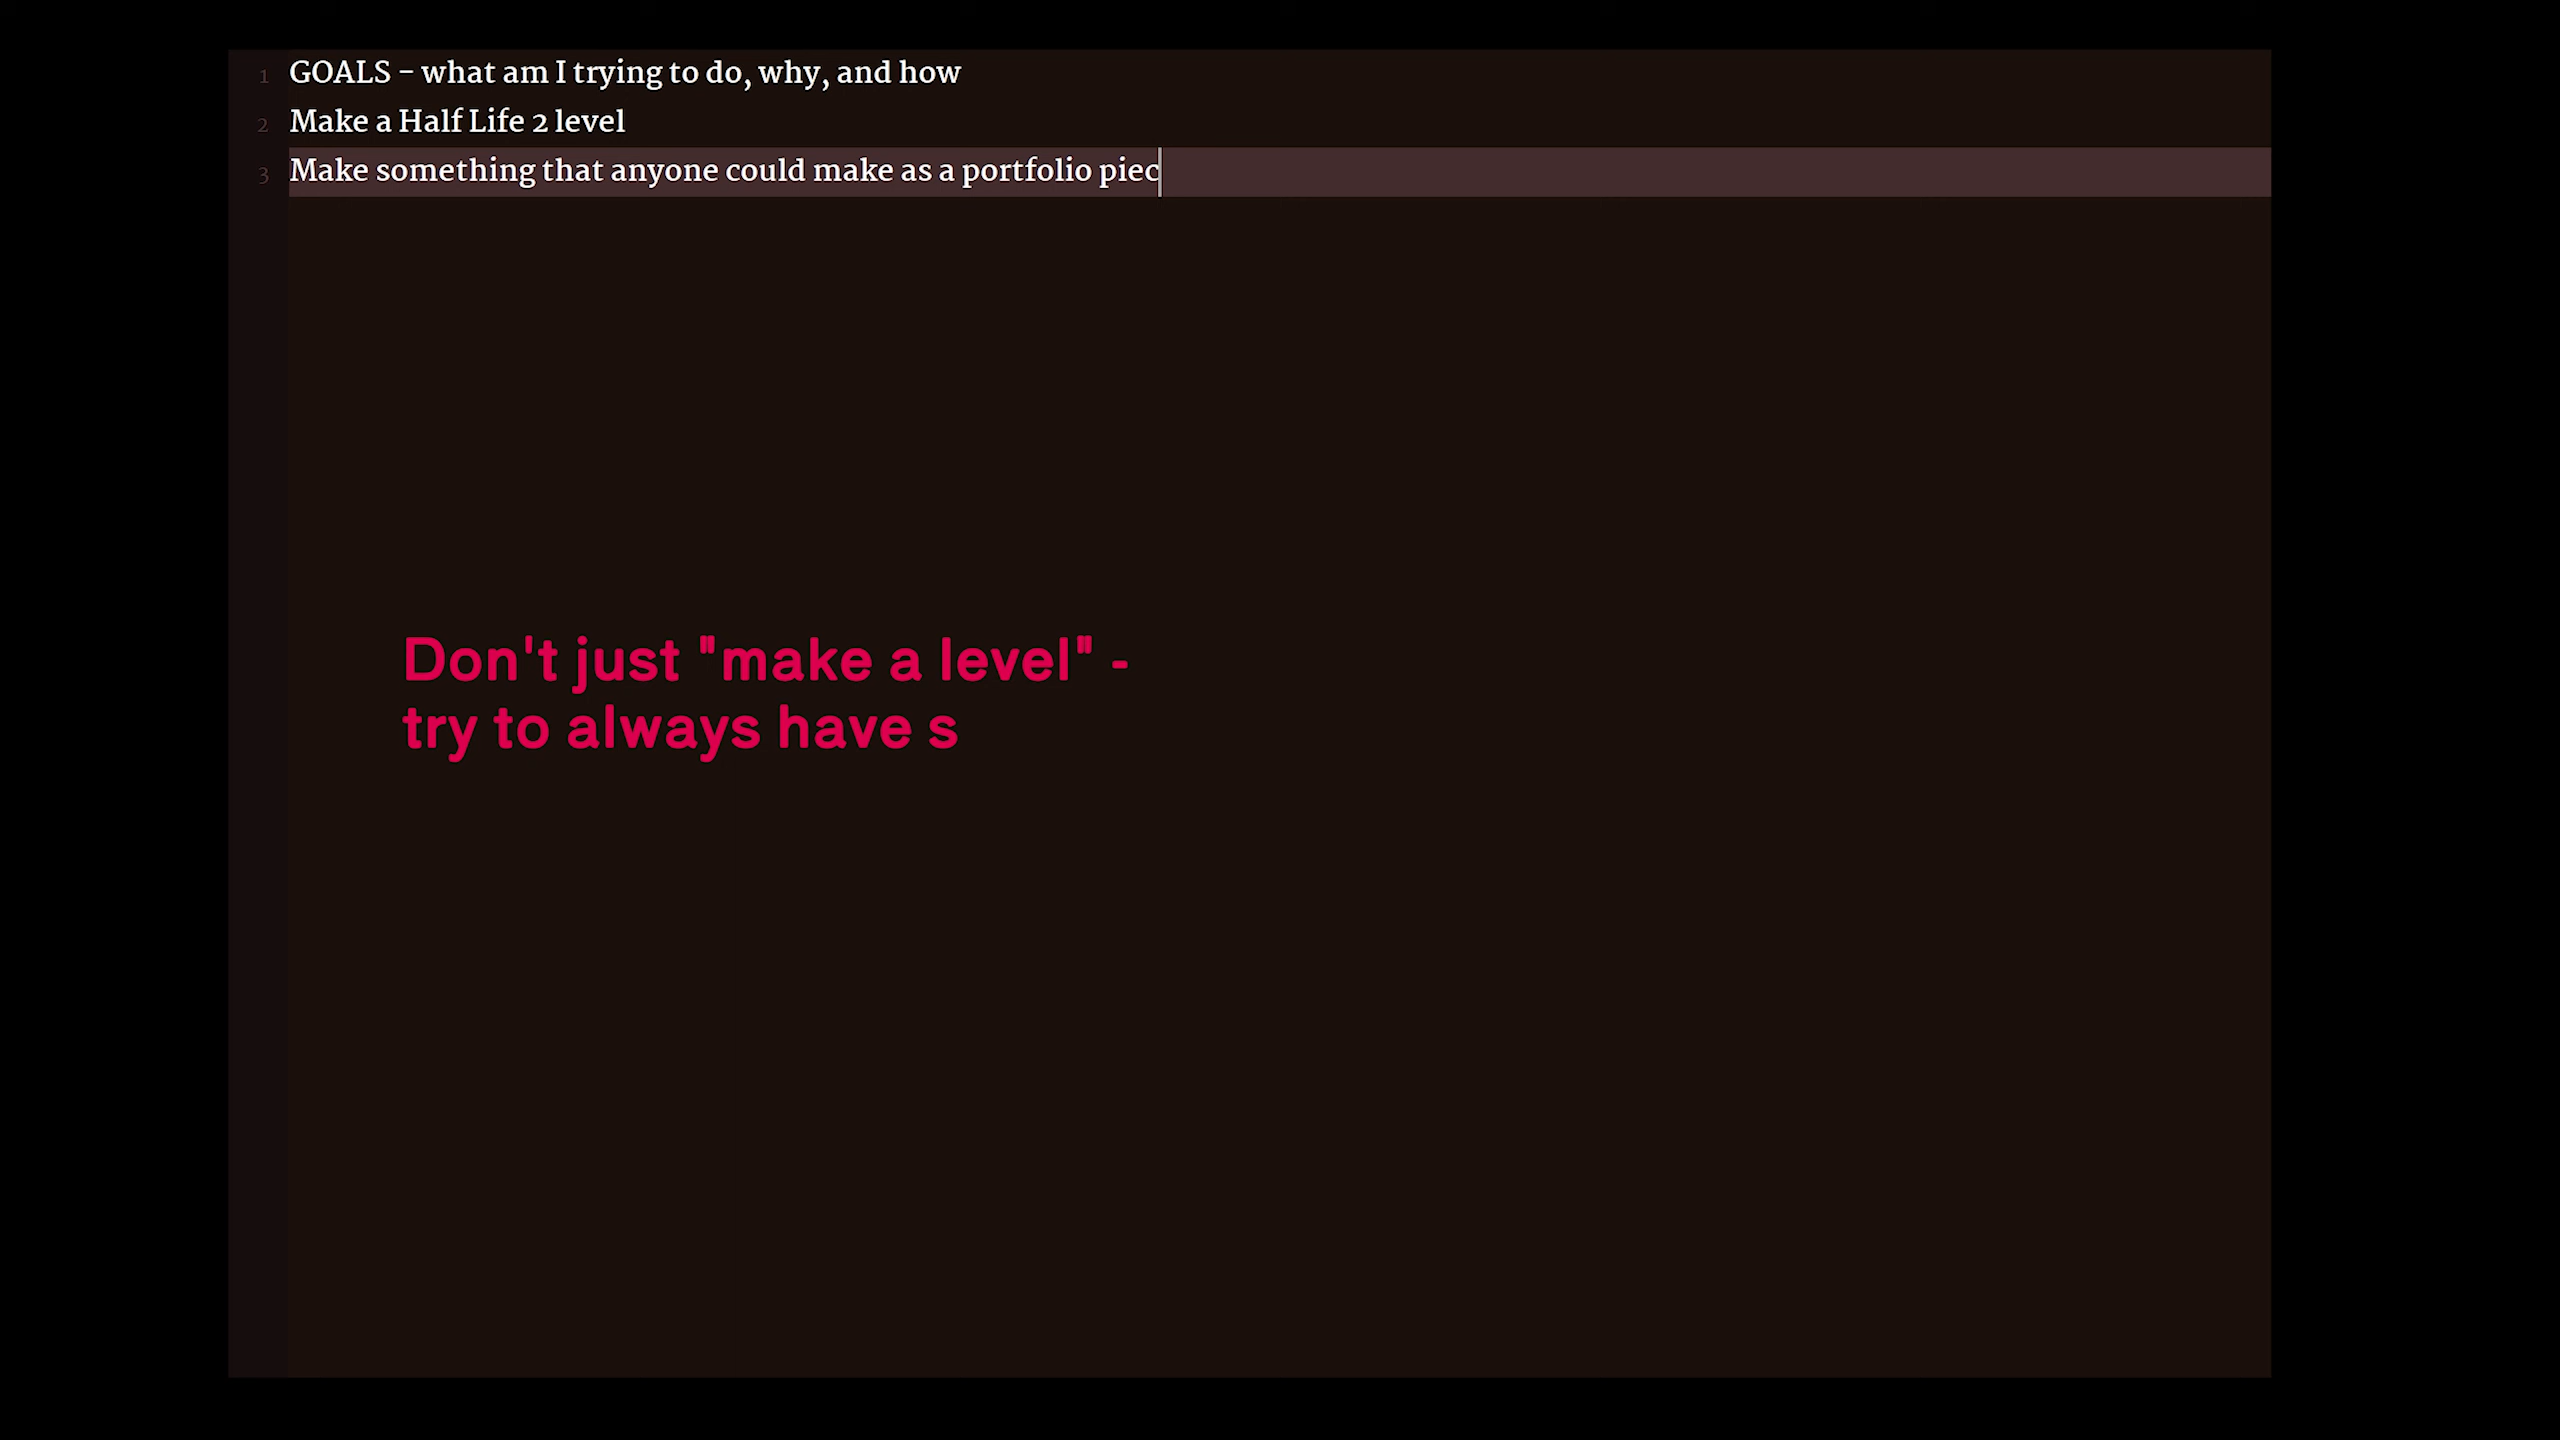 1 GOALS - what am I trying to do, why, and how
2 Make a Half Life 2 level
3 Make something that anyone could make as a portfolio piec
Don't just "make a level" -
try to always have s